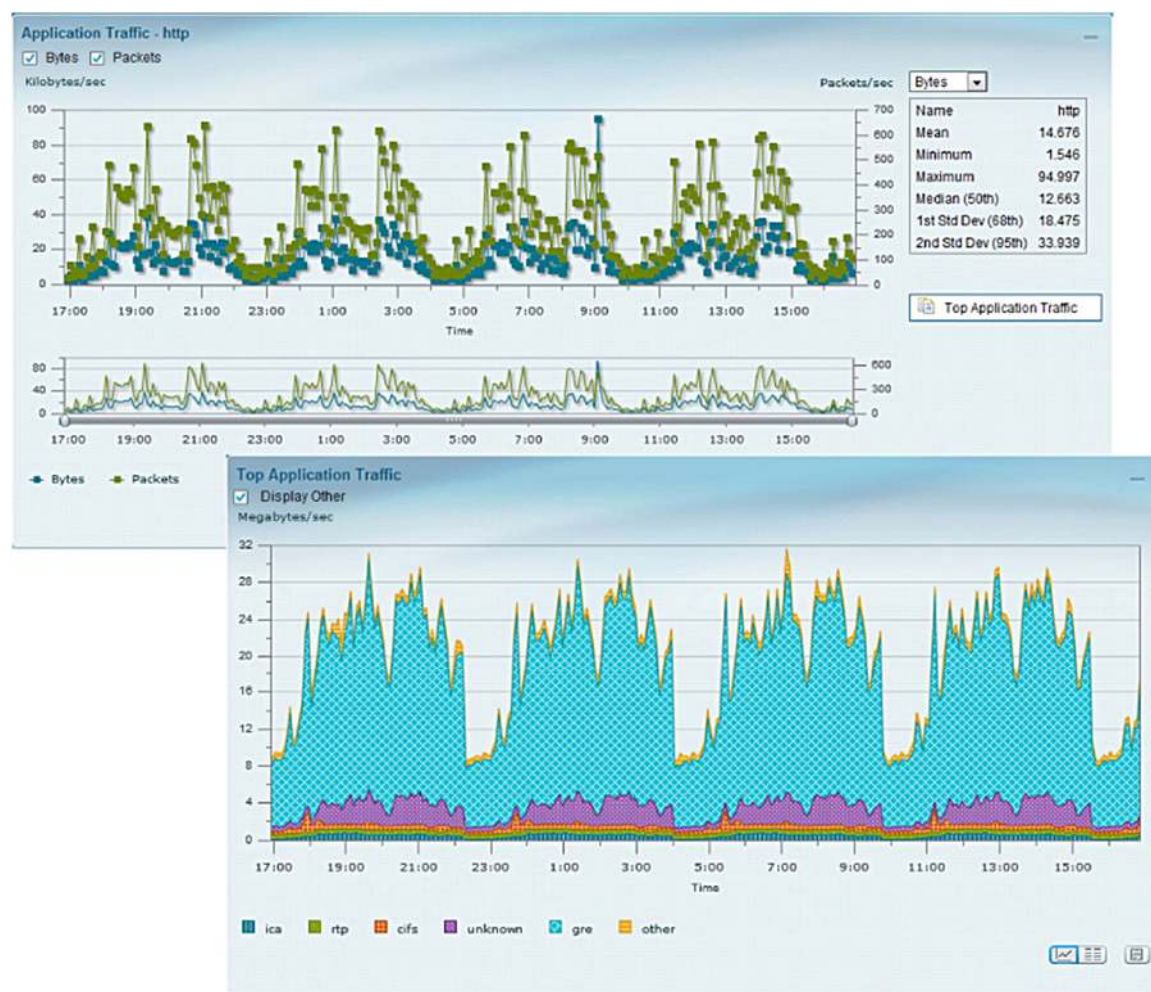 Application Traffic - http
Bytes Packets
Kilobytes/sec Packets/sec Bytes
100 700
80 600
60 500
40 400
20 300
0 200
100
0
17:00 19:00 21:00 23:00 1:00 3:00 5:00 7:00 9:00 11:00 13:00 15:00
Time
Name http
Mean 14.676
Minimum 1.546
Maximum 94.997
Median (50th) 12.663
1st Std Dev (68th) 18.475
2nd Std Dev (95th) 33.939
Top Application Traffic
80 600
40 300
0 0
17:00 19:00 21:00 23:00 1:00 3:00 5:00 7:00 9:00 11:00 13:00 15:00
Bytes Packets
Top Application Traffic
Display Other
Megabytes/sec
32
28
24
20
16
12
8
4
0
17:00 19:00 21:00 23:00 1:00 3:00 5:00 7:00 9:00 11:00 13:00 15:00
Time
ica rtp cifs unknown gre other